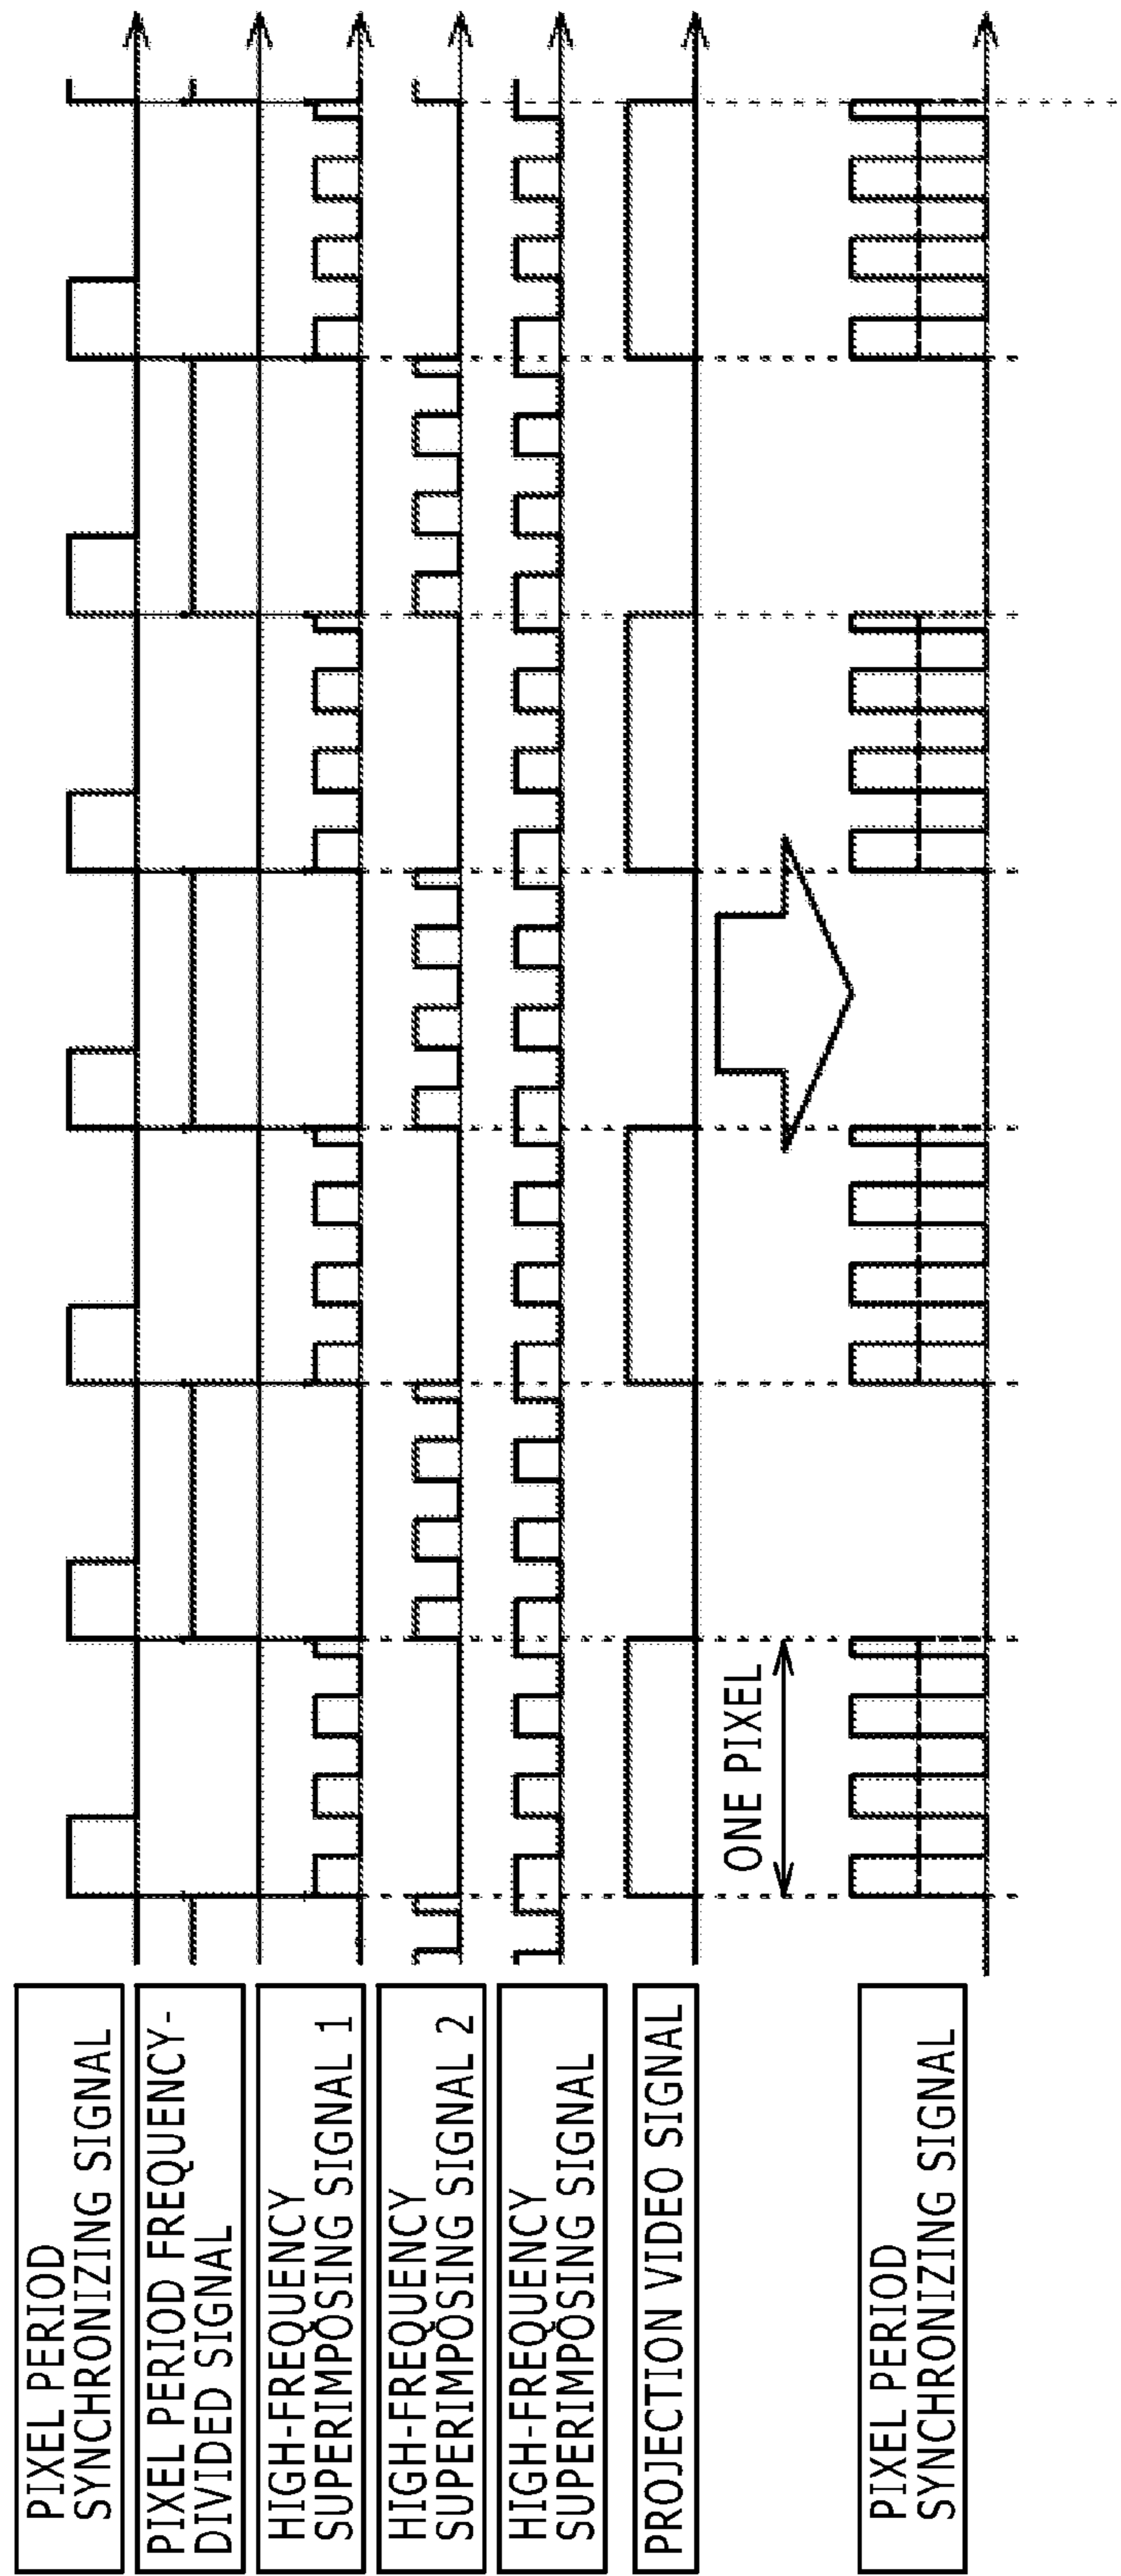 PIXEL PERIOD
SYNCHRONIZING SIGNAL
PIXEL PERIOD FREQUENCY-
DIVIDED SIGNAL
HIGH-FREQUENCY
SUPERIMPOSING SIGNAL 1
HIGH-FREQUENCY
SUPERIMPOSING SIGNAL 2
HIGH-FREQUENCY
SUPERIMPOSING SIGNAL
PROJECTION VIDEO SIGNAL
ONE PIXEL
PIXEL PERIOD
SYNCHRONIZING SIGNAL